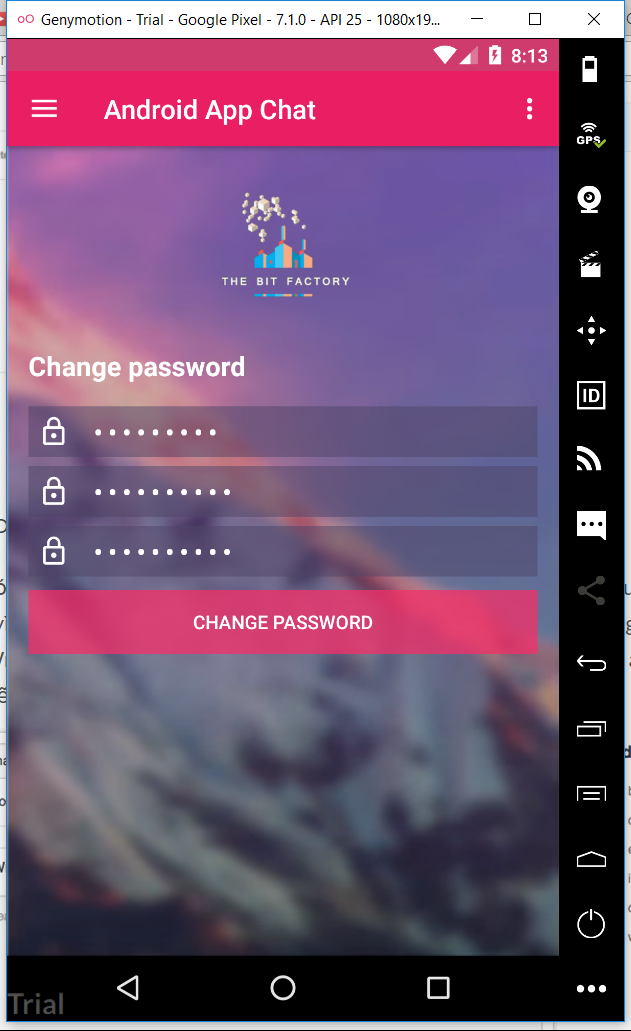 Genymotion - Trial - Google Pixel - 7.1.0 - API 25 - 1080x19...
8:13
Android App Chat
GPS
THE BIT FACTORY
Change password
ID
CHANGE PASSWORD
Trial